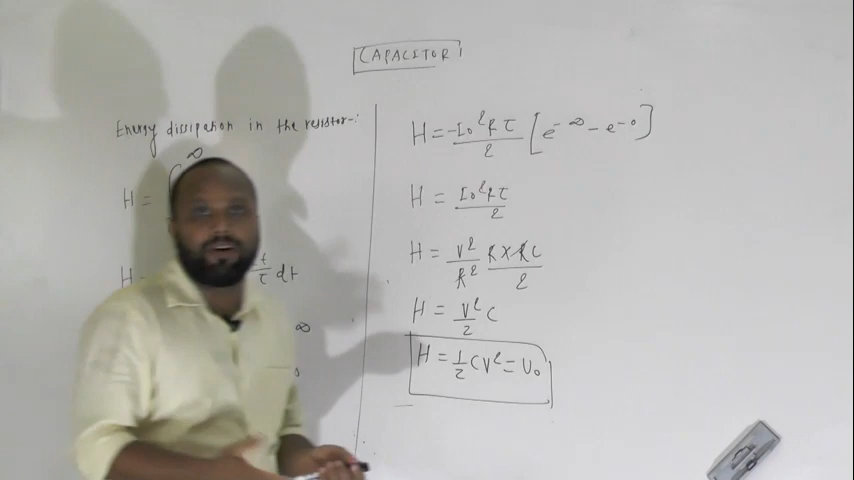 CAPACITOR
Energy dissipation in the resistor-:
H = ∫ ∞
H = t/τ dt
∞
H = -I₀²Rτ/2 [e^-∞ - e^-0]
H = I₀²Rτ/2
H = V²/R² R×RC/2
H = V²/2 C
H = 1/2 CV² = U₀